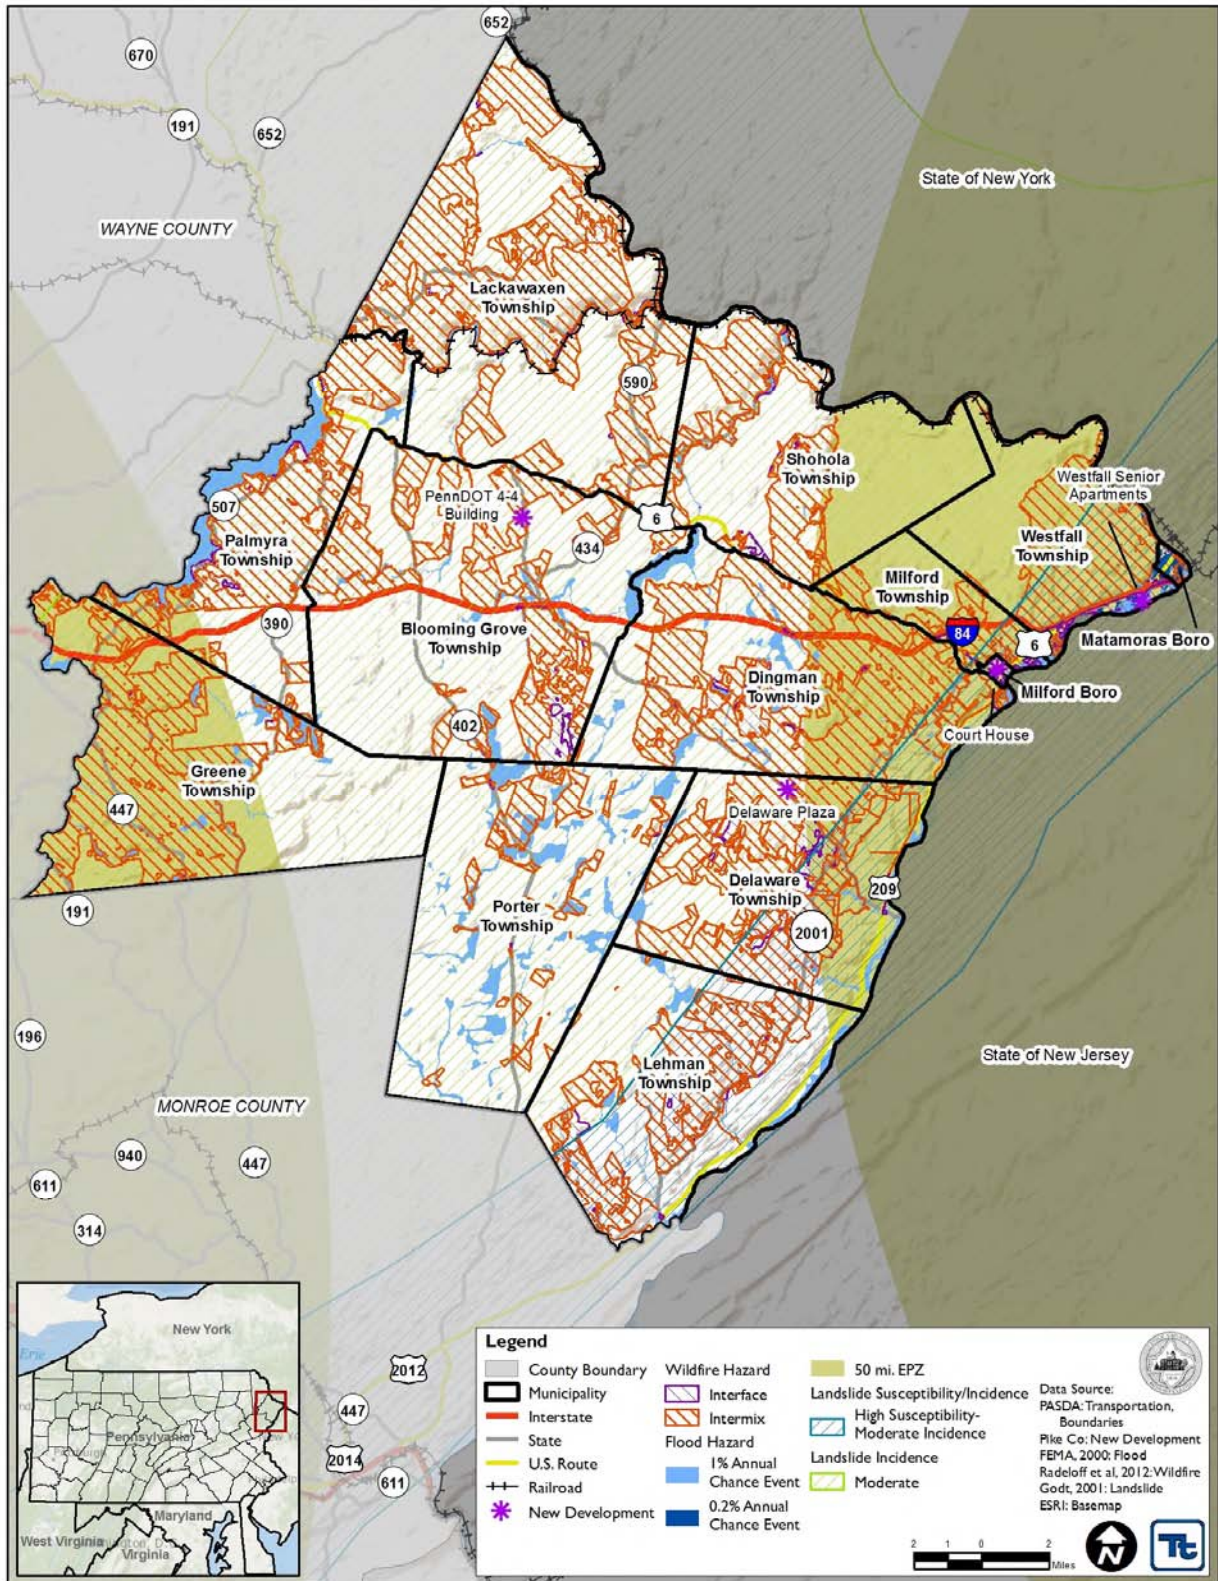 652
670
191
652
State of New York
WAYNE COUNTY
Lackawaxen
Township
590
Shohola
Township
Westfall Senior
Apartments
507
PennDOT 4-4
Building
6
434
Westfall
Township
Palmyra
Township
Milford
Township
390
Blooming Grove
Township
84
6
Matamoras Boro
Dingman
Township
Milford Boro
402
Court House
Greene
Township
447
Delaware Plaza
Delaware
Township
209
191
Porter
Township
2001
196
State of New Jersey
Lehman
Township
MONROE COUNTY
940
447
611
314
New York
Erie
Pennsylvania
Maryland
West Virginia
Virginia
2012
447
2014
611
Legend
County Boundary
Municipality
Interstate
State
U.S. Route
Railroad
New Development
Wildfire Hazard
Interface
Intermix
Flood Hazard
1% Annual
Chance Event
0.2% Annual
Chance Event
50 mi. EPZ
Landslide Susceptibility/Incidence
High Susceptibility-
Moderate Incidence
Landslide Incidence
Moderate
Data Source:
PASDA: Transportation,
Boundaries
Pike Co: New Development
FEMA, 2000: Flood
Radeloff et al, 2012: Wildfire
Godt, 2001: Landslide
ESRI: Basemap
2 1 0 2
Miles
N
Tt